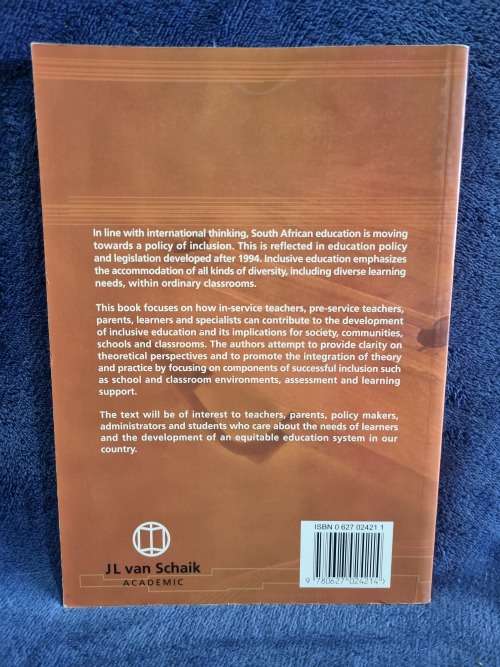 In line with international thinking, South African education is moving
towards a policy of inclusion. This is reflected in education policy
and legislation developed after 1994. Inclusive education emphasizes
the accommodation of all kinds of diversity, including diverse learning
needs, within ordinary classrooms.
This book focuses on how in-service teachers, pre-service teachers,
parents, learners and specialists can contribute to the development
of inclusive education and its implications for society, communities,
schools and classrooms. The authors attempt to provide clarity on
theoretical perspectives and to promote the integration of theory
and practice by focusing on components of successful inclusion such
as school and classroom environments, assessment and learning
support.
The text will be of interest to teachers, parents, policy makers,
administrators and students who care about the needs of learners
and the development of an equitable education system in our
country.
JL van Schaik
ACADEMIC
ISBN 0 627 02421 1
9 780627 024214